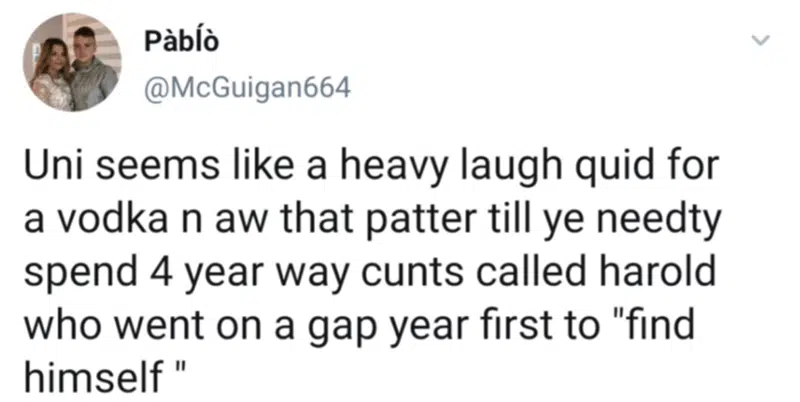 PàbĺÒ
@McGuigan664
Uni seems like a heavy laugh quid for
a vodka n aw that patter till ye needty
spend 4 year way cunts called harold
who went on a gap year first to "find
himself "